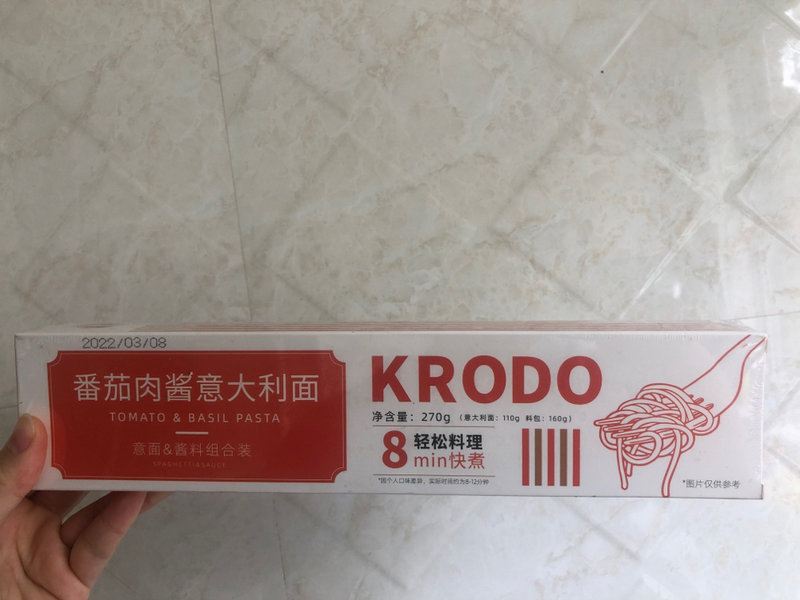 2022/03/08
番茄肉酱意大利面
TOMATO & BASIL PASTA
意面&酱料组合装
SPAGHETTI&SAUCE
KRODO
净含量：270g （意大利面：110g 料包：160g）
8 轻松料理
min快煮
*因个人口味差异，实际时间约为8-12分钟
*图片仅供参考